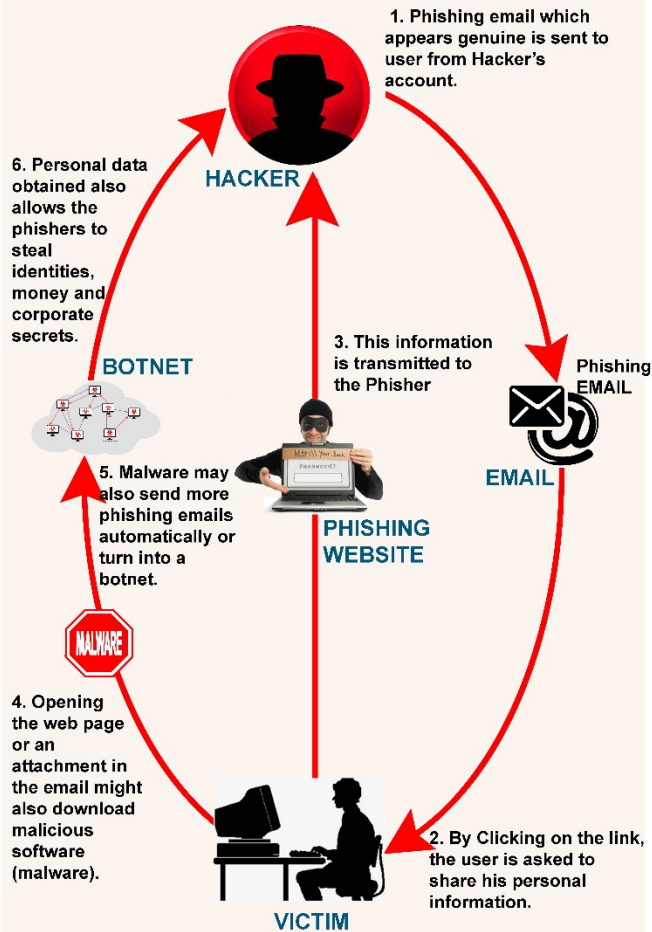 1. Phishing email which
appears genuine is sent to
user from Hacker's
account.
HACKER
6. Personal data
obtained also
allows the
phishers to
steal
identities,
money and
corporate
secrets.
3. This information
is transmitted to
the Phisher
Phishing
EMAIL
BOTNET
EMAIL
Password?
5. Malware may
also send more
phishing emails
automatically or
turn into a
botnet.
PHISHING
WEBSITE
MALWARE
4. Opening
the web page
or an
attachment in
the email might
also download
malicious
software
(malware).
2. By Clicking on the link,
the user is asked to
share his personal
information.
VICTIM